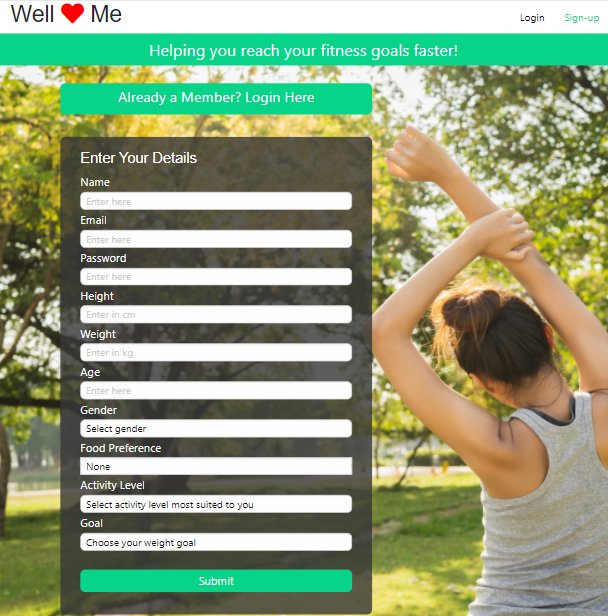 Well Me
Login
Sign-up
Helping you reach your fitness goals faster!
Already a Member? Login Here
Enter Your Details
Name
Enter here
Email
Enter here
Password
Enter here
Height
Enter in cm
Weight
Enter in kg
Age
Enter here
Gender
Select gender
Food Preference
None
Activity Level
Select activity level most suited to you
Goal
Choose your weight goal
Submit